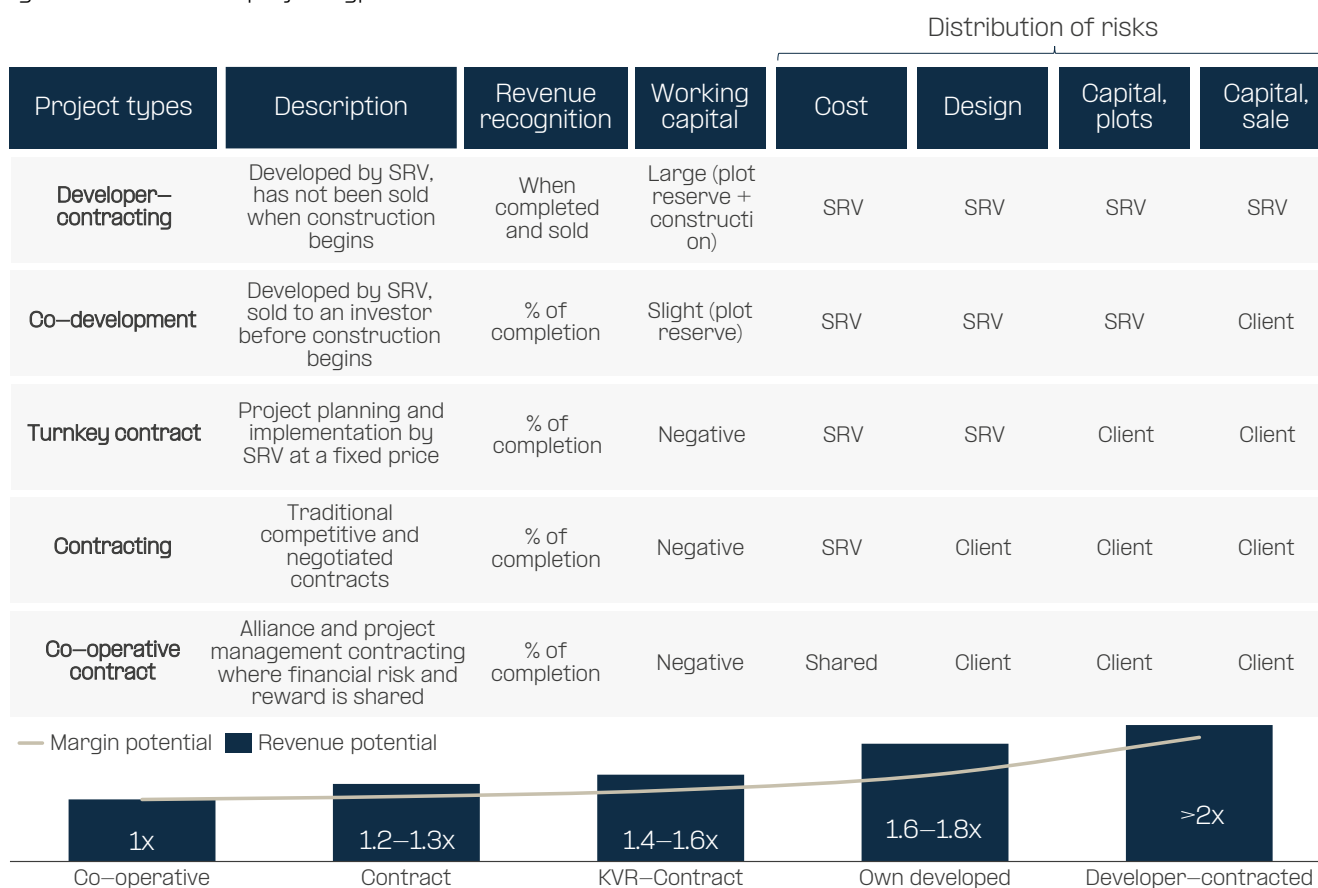 Distribution of risks
Project types
Description
Revenue
recognition
Working
capital
Cost
Design
Capital,
plots
Capital,
sale
Developer–
contracting
Developed by SRV,
has not been sold
when construction
begins
When
completed
and sold
Large (plot
reserve +
constructi
on)
SRV
SRV
SRV
SRV
Co–development
Developed by SRV,
sold to an investor
before construction
begins
% of
completion
Slight (plot
reserve)
SRV
SRV
SRV
Client
Turnkey contract
Project planning and
implementation by
SRV at a fixed price
% of
completion
Negative
SRV
SRV
Client
Client
Contracting
Traditional
competitive and
negotiated
contracts
% of
completion
Negative
SRV
Client
Client
Client
Co–operative
contract
Alliance and project
management contracting
where financial risk and
reward is shared
% of
completion
Negative
Shared
Client
Client
Client
Margin potential
Revenue potential
1x
1.2–1.3x
1.4–1.6x
1.6–1.8x
>2x
Co–operative
Contract
KVR–Contract
Own developed
Developer–contracted